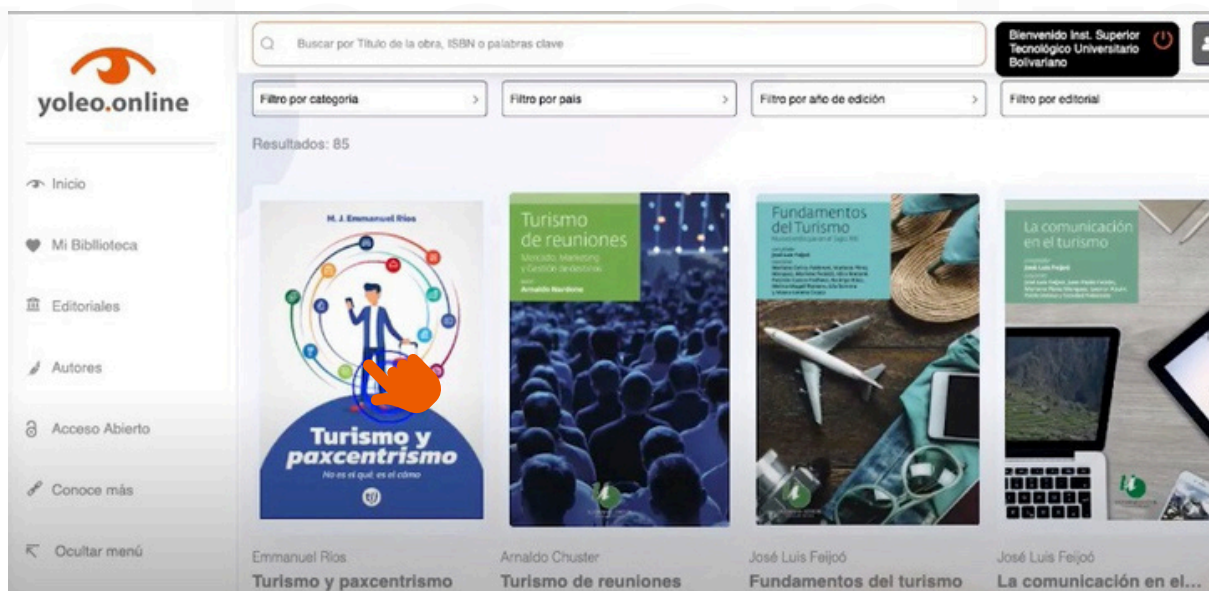 yoleo.online
Buscar por Título de la obra, ISBN o palabras clave
Bienvenido Inst. Superior
Tecnológico Universitario
Bolivariano
Filtro por categoría
Filtro por país
Filtro por año de edición
Filtro por editorial
Resultados: 85
Inicio
Mi Bibllioteca
Editoriales
Autores
Acceso Abierto
Conoce más
Ocultar menú
M. J. Emmanuel Ríos
Turismo y
paxcentrismo
No es el qué, es el cómo
Emmanuel Ríos
Turismo y paxcentrismo
Turismo
de reuniones
Mercado, Marketing
y Gestión de destinos
Arnaldo Nardone
Arnaldo Chuster
Turismo de reuniones
Fundamentos
del Turismo
José Luis Feijoó
José Luis Feijoó
Fundamentos del turismo
La comunicación
en el turismo
José Luis Feijoó
José Luis Feijoó
La comunicación en el...